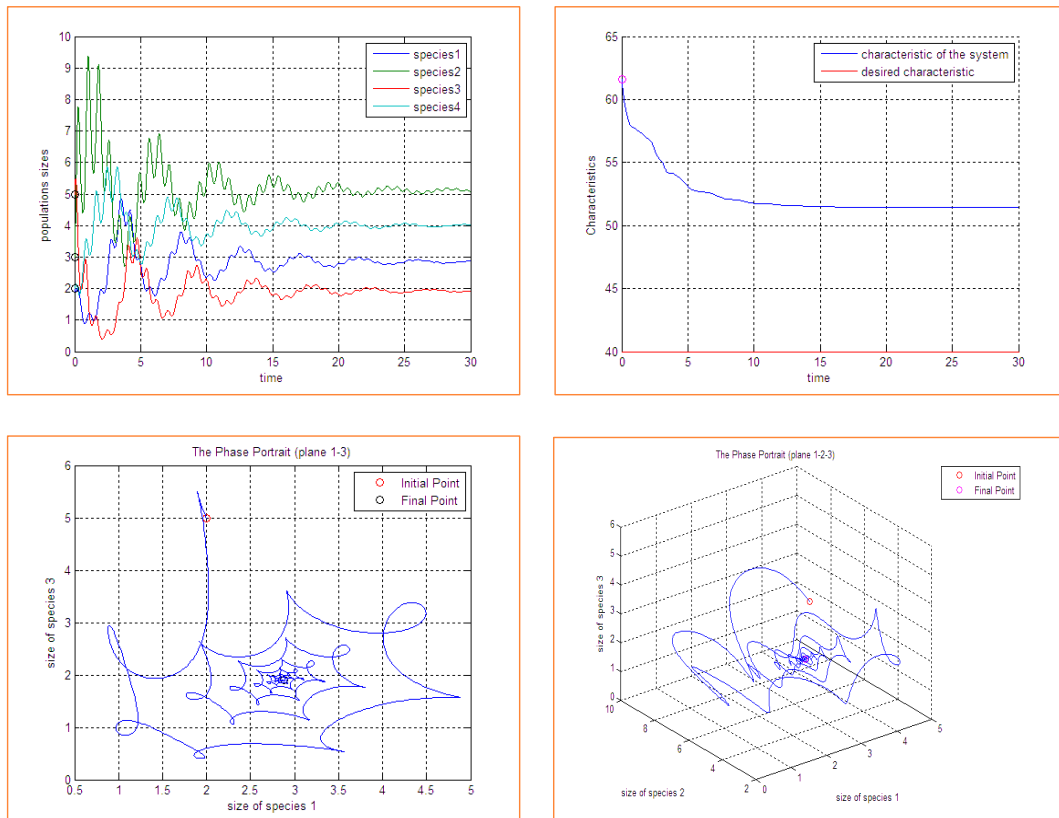 10
9
8
7
6
5
4
3
2
1
0
populations sizes
0 5 10 15 20 25 30
time
species1
species2
species3
species4
65
60
55
50
45
40
Characteristics
0 5 10 15 20 25 30
time
characteristic of the system
desired characteristic
The Phase Portrait (plane 1-3)
6
5
4
3
2
1
0
size of species 3
0.5 1 1.5 2 2.5 3 3.5 4 4.5 5
size of species 1
Initial Point
Final Point
The Phase Portrait (plane 1-2-3)
6
5
4
3
2
1
0
size of species 3
10
8
6
4
2
size of species 2
0
1
2
3
4
5
size of species 1
Initial Point
Final Point